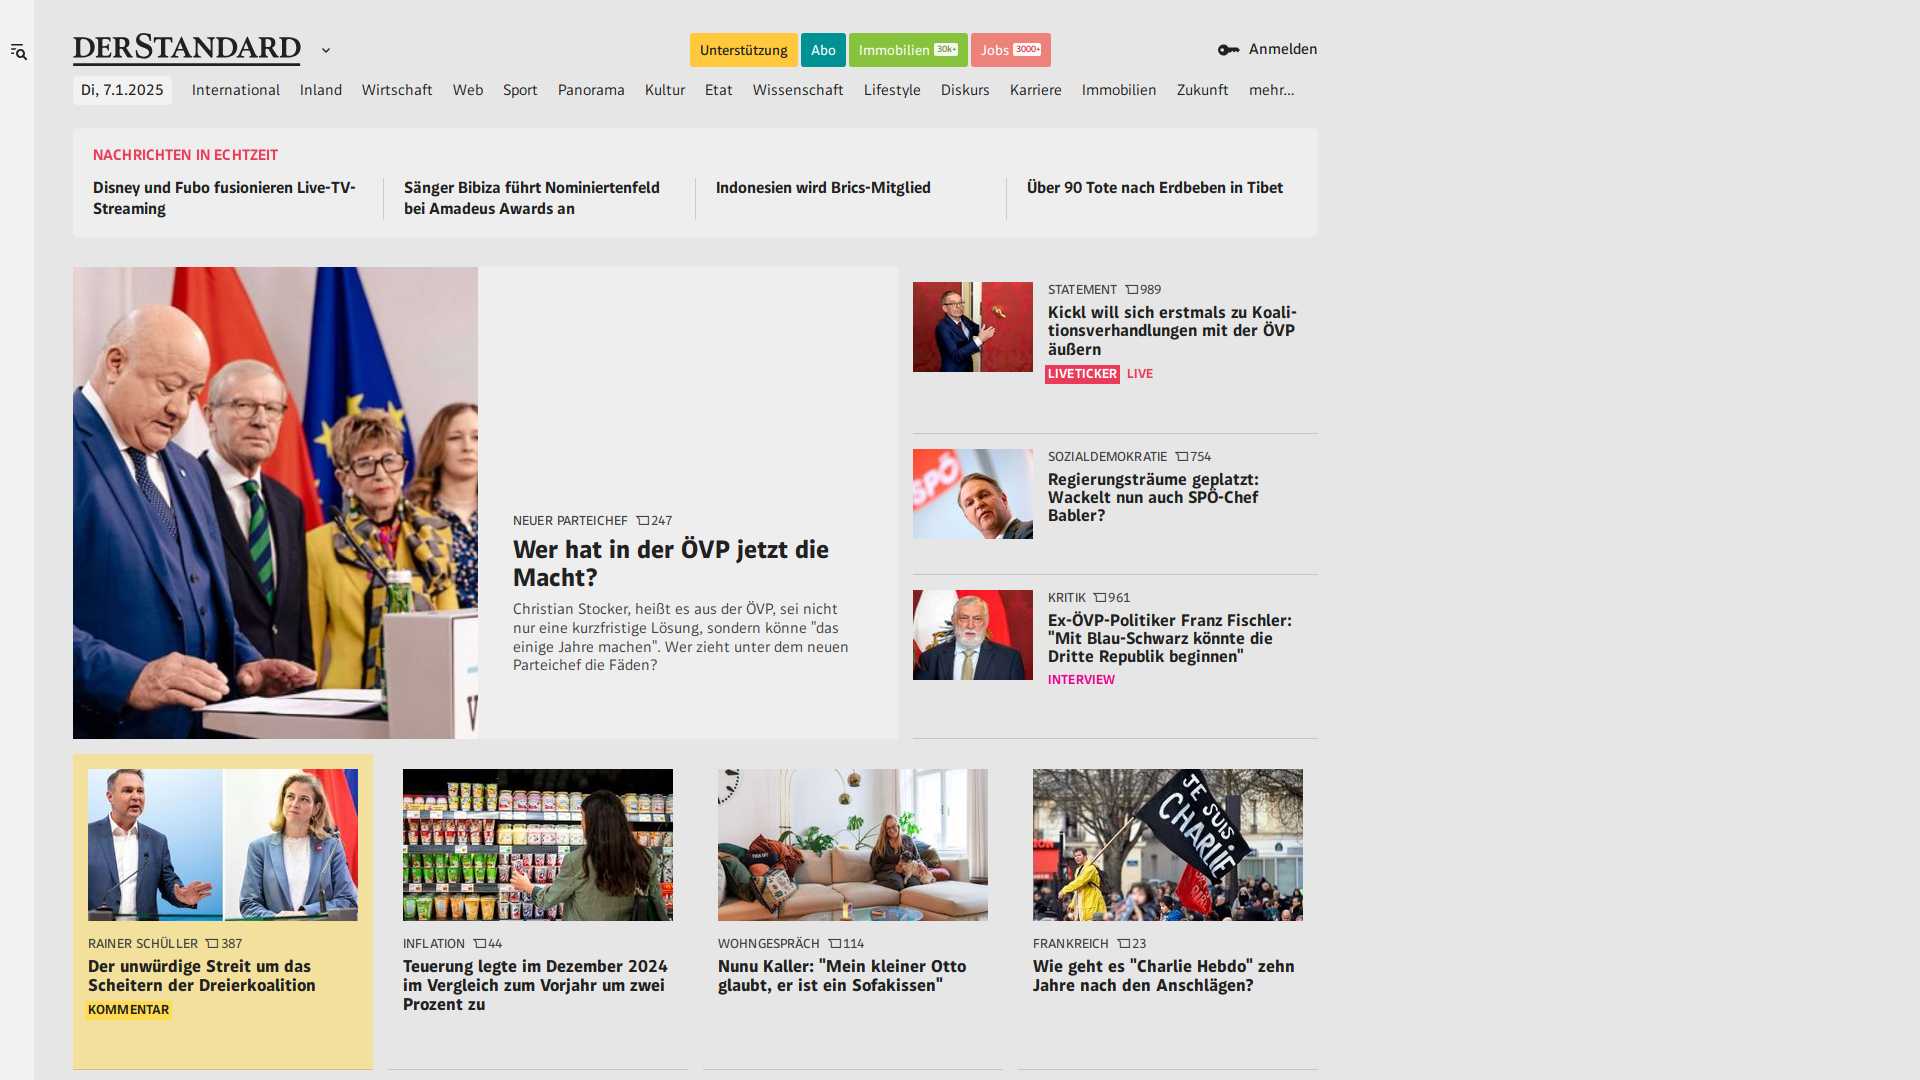 DERSTANDARD
Unterstützung
Abo
Immobilien 30k+
Jobs 3000+
Anmelden
Di, 7.1.2025
International
Inland
Wirtschaft
Web
Sport
Panorama
Kultur
Etat
Wissenschaft
Lifestyle
Diskurs
Karriere
Immobilien
Zukunft
mehr...
NACHRICHTEN IN ECHTZEIT
Disney und Fubo fusionieren Live-TV-
Streaming
Sänger Bibiza führt Nominiertenfeld
bei Amadeus Awards an
Indonesien wird Brics-Mitglied
Über 90 Tote nach Erdbeben in Tibet
NEUER PARTEICHEF 247
Wer hat in der ÖVP jetzt die
Macht?
Christian Stocker, heißt es aus der ÖVP, sei nicht
nur eine kurzfristige Lösung, sondern könne "das
einige Jahre machen". Wer zieht unter dem neuen
Parteichef die Fäden?
STATEMENT 989
Kickl will sich erstmals zu Koali-
tionsverhandlungen mit der ÖVP
äußern
LIVETICKER LIVE
SPÖ
SOZIALDEMOKRATIE 754
Regierungsträume geplatzt:
Wackelt nun auch SPÖ-Chef
Babler?
KRITIK 961
Ex-ÖVP-Politiker Franz Fischler:
"Mit Blau-Schwarz könnte die
Dritte Republik beginnen"
INTERVIEW
RAINER SCHÜLLER 387
Der unwürdige Streit um das
Scheitern der Dreierkoalition
KOMMENTAR
INFLATION 44
Teuerung legte im Dezember 2024
im Vergleich zum Vorjahr um zwei
Prozent zu
WOHNGESPRÄCH 114
Nunu Kaller: "Mein kleiner Otto
glaubt, er ist ein Sofakissen"
JE SUIS
CHARLIE
FRANKREICH 23
Wie geht es "Charlie Hebdo" zehn
Jahre nach den Anschlägen?